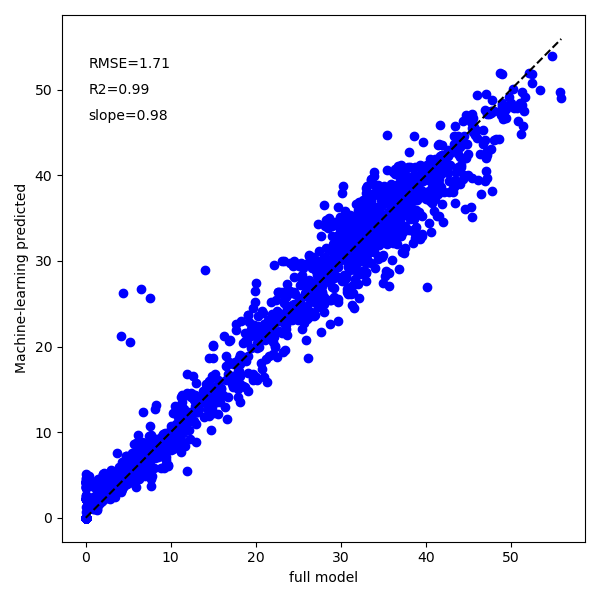 RMSE=1.71
R2=0.99
slope=0.98
50
40
30
20
10
0
Machine-learning predicted
0 10 20 30 40 50
full model